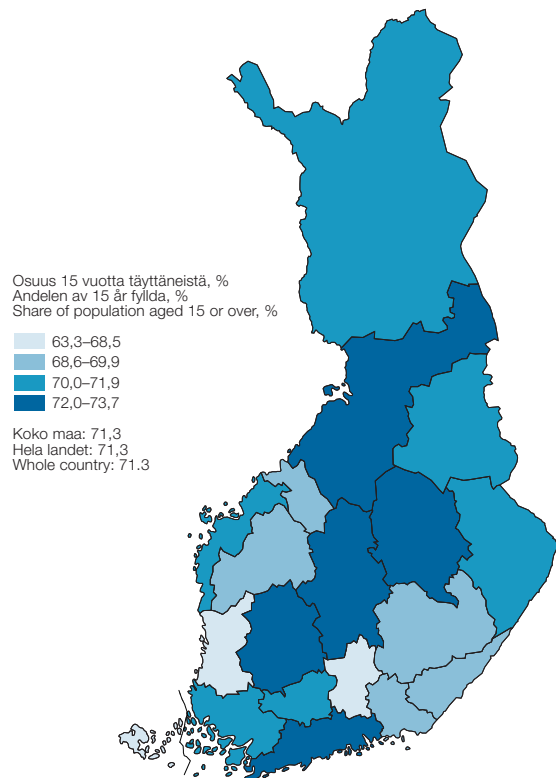 Osuus 15 vuotta täyttäneistä, %
Andelen av 15 år fyllda, %
Share of population aged 15 or over, %
63,3–68,5
68,6–69,9
70,0–71,9
72,0–73,7
Koko maa: 71,3
Hela landet: 71,3
Whole country: 71.3